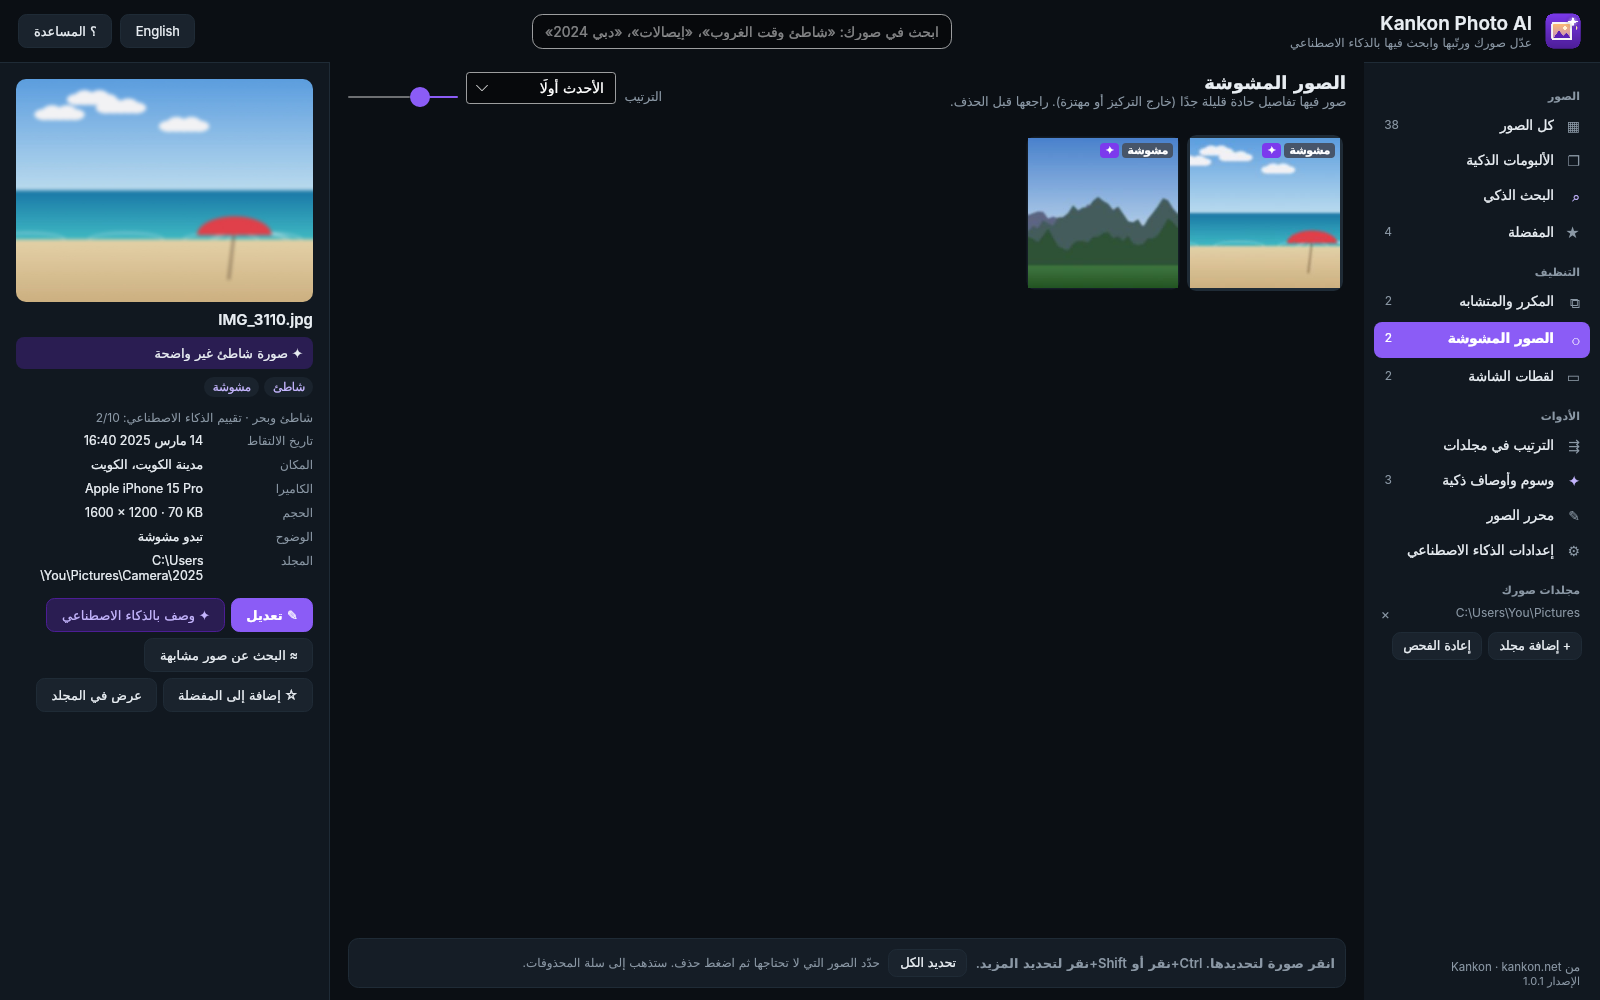 Kankon Photo AI
عدّل صورك ورتّبها وابحث فيها بالذكاء الاصطناعي
ابحث في صورك: «شاطئ وقت الغروب»، «إيصالات»، «دبي 2024»
English
؟ المساعدة
الصور
كل الصور 38
الألبومات الذكية
البحث الذكي
المفضلة 4
التنظيف
المكرر والمتشابه 2
الصور المشوشة 2
لقطات الشاشة 2
الأدوات
الترتيب في مجلدات
وسوم وأوصاف ذكية 3
محرر الصور
إعدادات الذكاء الاصطناعي
مجلدات صورك
C:\Users\You\Pictures ×
+ إضافة مجلد
إعادة الفحص
من Kankon · kankon.net
الإصدار 1.0.1
الصور المشوشة
صور فيها تفاصيل حادة قليلة جدًا (خارج التركيز أو مهتزة). راجعها قبل الحذف.
الترتيب
الأحدث أولًا
مشوشة
مشوشة
انقر صورة لتحديدها. Ctrl+نقر أو Shift+نقر لتحديد المزيد.
تحديد الكل
حدّد الصور التي لا تحتاجها ثم اضغط حذف. ستذهب إلى سلة المحذوفات.
IMG_3110.jpg
✦ صورة شاطئ غير واضحة
شاطئ
مشوشة
شاطئ وبحر · تقييم الذكاء الاصطناعي: 2/10
تاريخ الالتقاط 14 مارس 2025 16:40
المكان مدينة الكويت، الكويت
الكاميرا Apple iPhone 15 Pro
الحجم 1600 × 1200 · 70 KB
الوضوح تبدو مشوشة
المجلد C:\Users
\You\Pictures\Camera\2025
✎ تعديل
✦ وصف بالذكاء الاصطناعي
≈ البحث عن صور مشابهة
☆ إضافة إلى المفضلة
عرض في المجلد